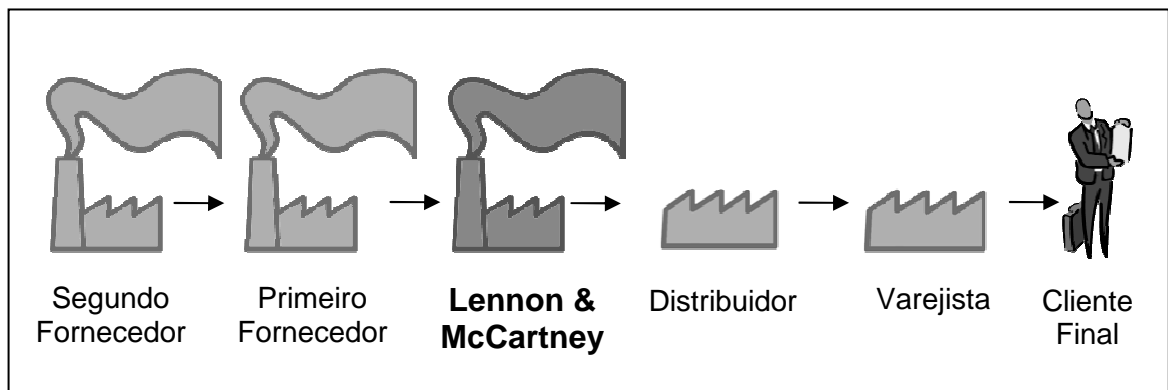 Segundo
Fornecedor
Primeiro
Fornecedor
Lennon &
McCartney
Distribuidor
Varejista
Cliente
Final